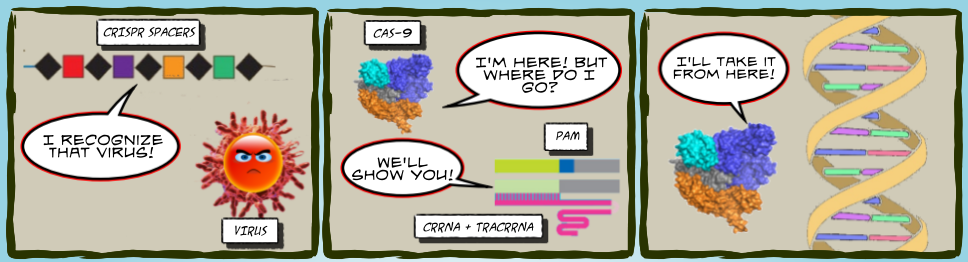 CRISPR SPACERS
I RECOGNIZE
THAT VIRUS!
VIRUS
CAS-9
I'M HERE! BUT
WHERE DO I
GO?
PAM
WE'LL
SHOW YOU!
CRRNA + TRACRRNA
I'LL TAKE IT
FROM HERE!